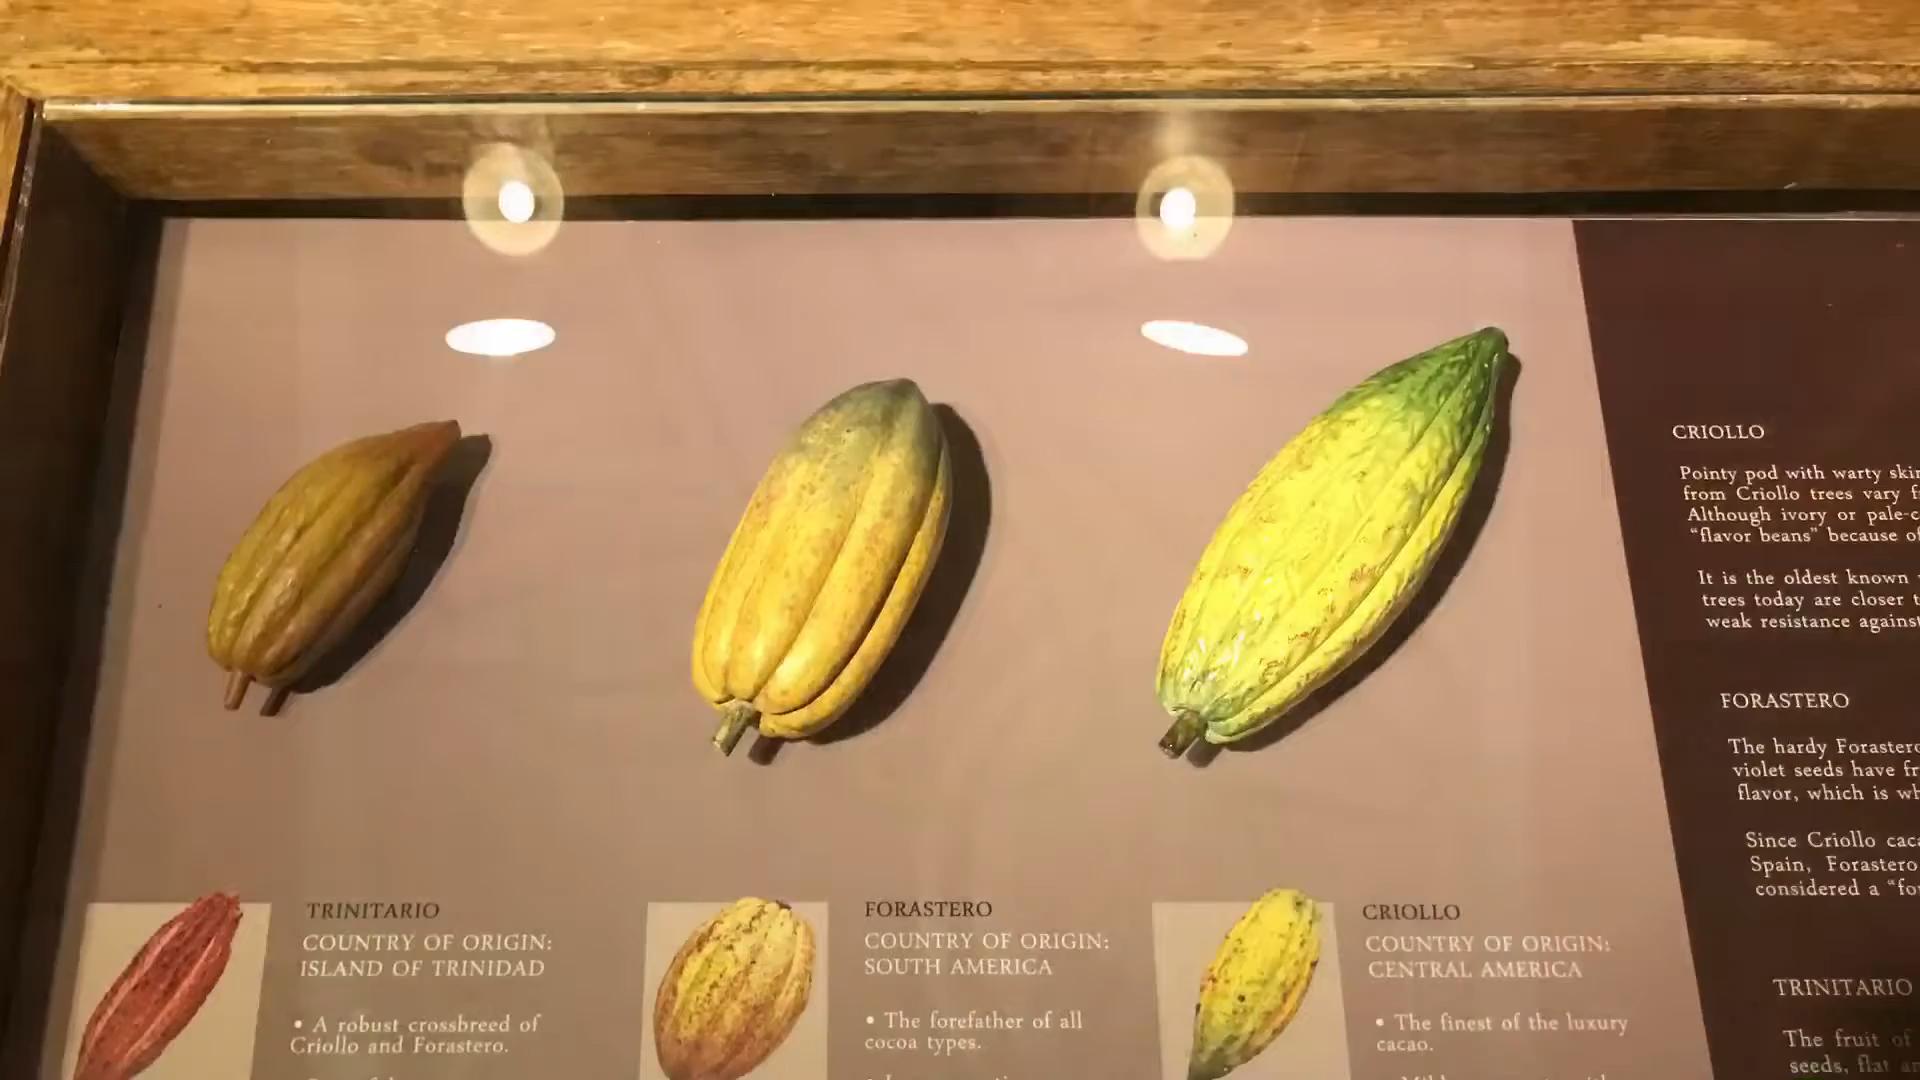 TRINITARIO
COUNTRY OF ORIGIN:
ISLAND OF TRINIDAD
• A robust crossbreed of
Criollo and Forastero.
FORASTERO
COUNTRY OF ORIGIN:
SOUTH AMERICA
• The forefather of all
cocoa types.
CRIOLLO
COUNTRY OF ORIGIN:
CENTRAL AMERICA
• The finest of the luxury
cacao.
CRIOLLO
Pointy pod with warty
from Criollo trees vary
Although ivory or
"flavor beans" because
It is the oldest known
trees today are closer
weak resistance against
FORASTERO
The hardy Forastero
violet seeds have
flavor, which is
Since Criollo
Spain, Forastero
considered a
TRINITARIO
The fruit of
seeds, flat